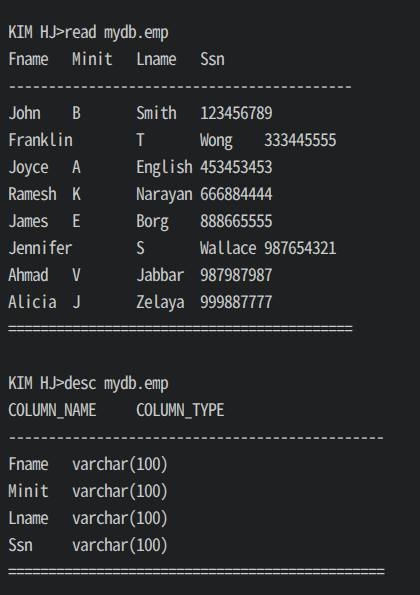 KIM HJ>read mydb.emp
Fname Minit Lname Ssn
-------------------------------------------
John B Smith 123456789
Franklin T Wong 333445555
Joyce A English 453453453
Ramesh K Narayan 666884444
James E Borg 888665555
Jennifer S Wallace 987654321
Ahmad V Jabbar 987987987
Alicia J Zelaya 999887777
===========================================
KIM HJ>desc mydb.emp
COLUMN_NAME COLUMN_TYPE
-----------------------------------------------
Fname varchar(100)
Minit varchar(100)
Lname varchar(100)
Ssn varchar(100)
===============================================